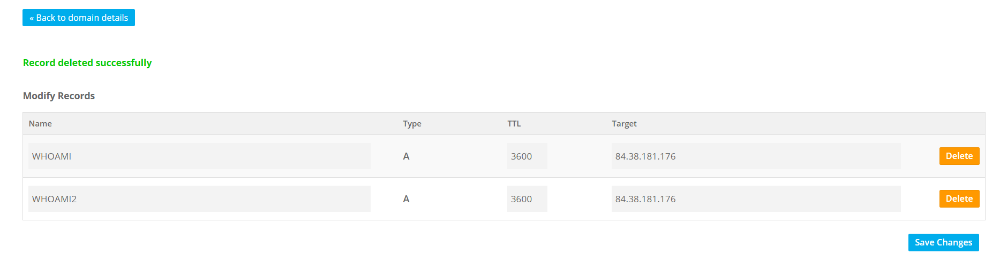 « Back to domain details
Record deleted successfully
Modify Records
Name Type TTL Target
WHOAMI A 3600 84.38.181.176 Delete
WHOAMI2 A 3600 84.38.181.176 Delete
Save Changes